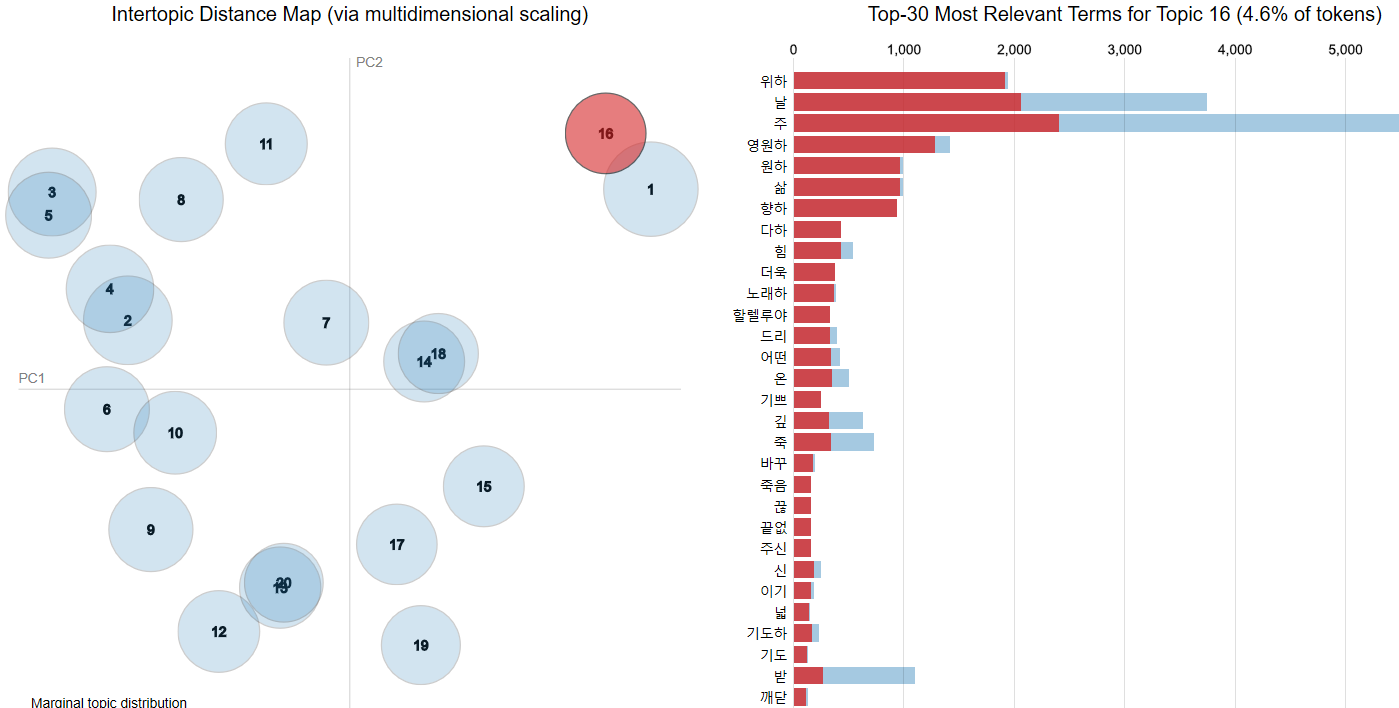 Intertopic Distance Map (via multidimensional scaling)
PC2
PC1
11
16
3
1
5
8
4
2
7
18
14
6
10
15
9
17
20
13
12
19
Marginal topic distribution
Top-30 Most Relevant Terms for Topic 16 (4.6% of tokens)
0 1,000 2,000 3,000 4,000 5,000
위하
날
주
영원하
원하
삶
향하
다하
힘
더욱
노래하
할렐루야
드리
어떤
온
기쁘
깊
죽
바꾸
죽음
끊
끝없
주신
신
이기
넓
기도하
기도
받
깨닫